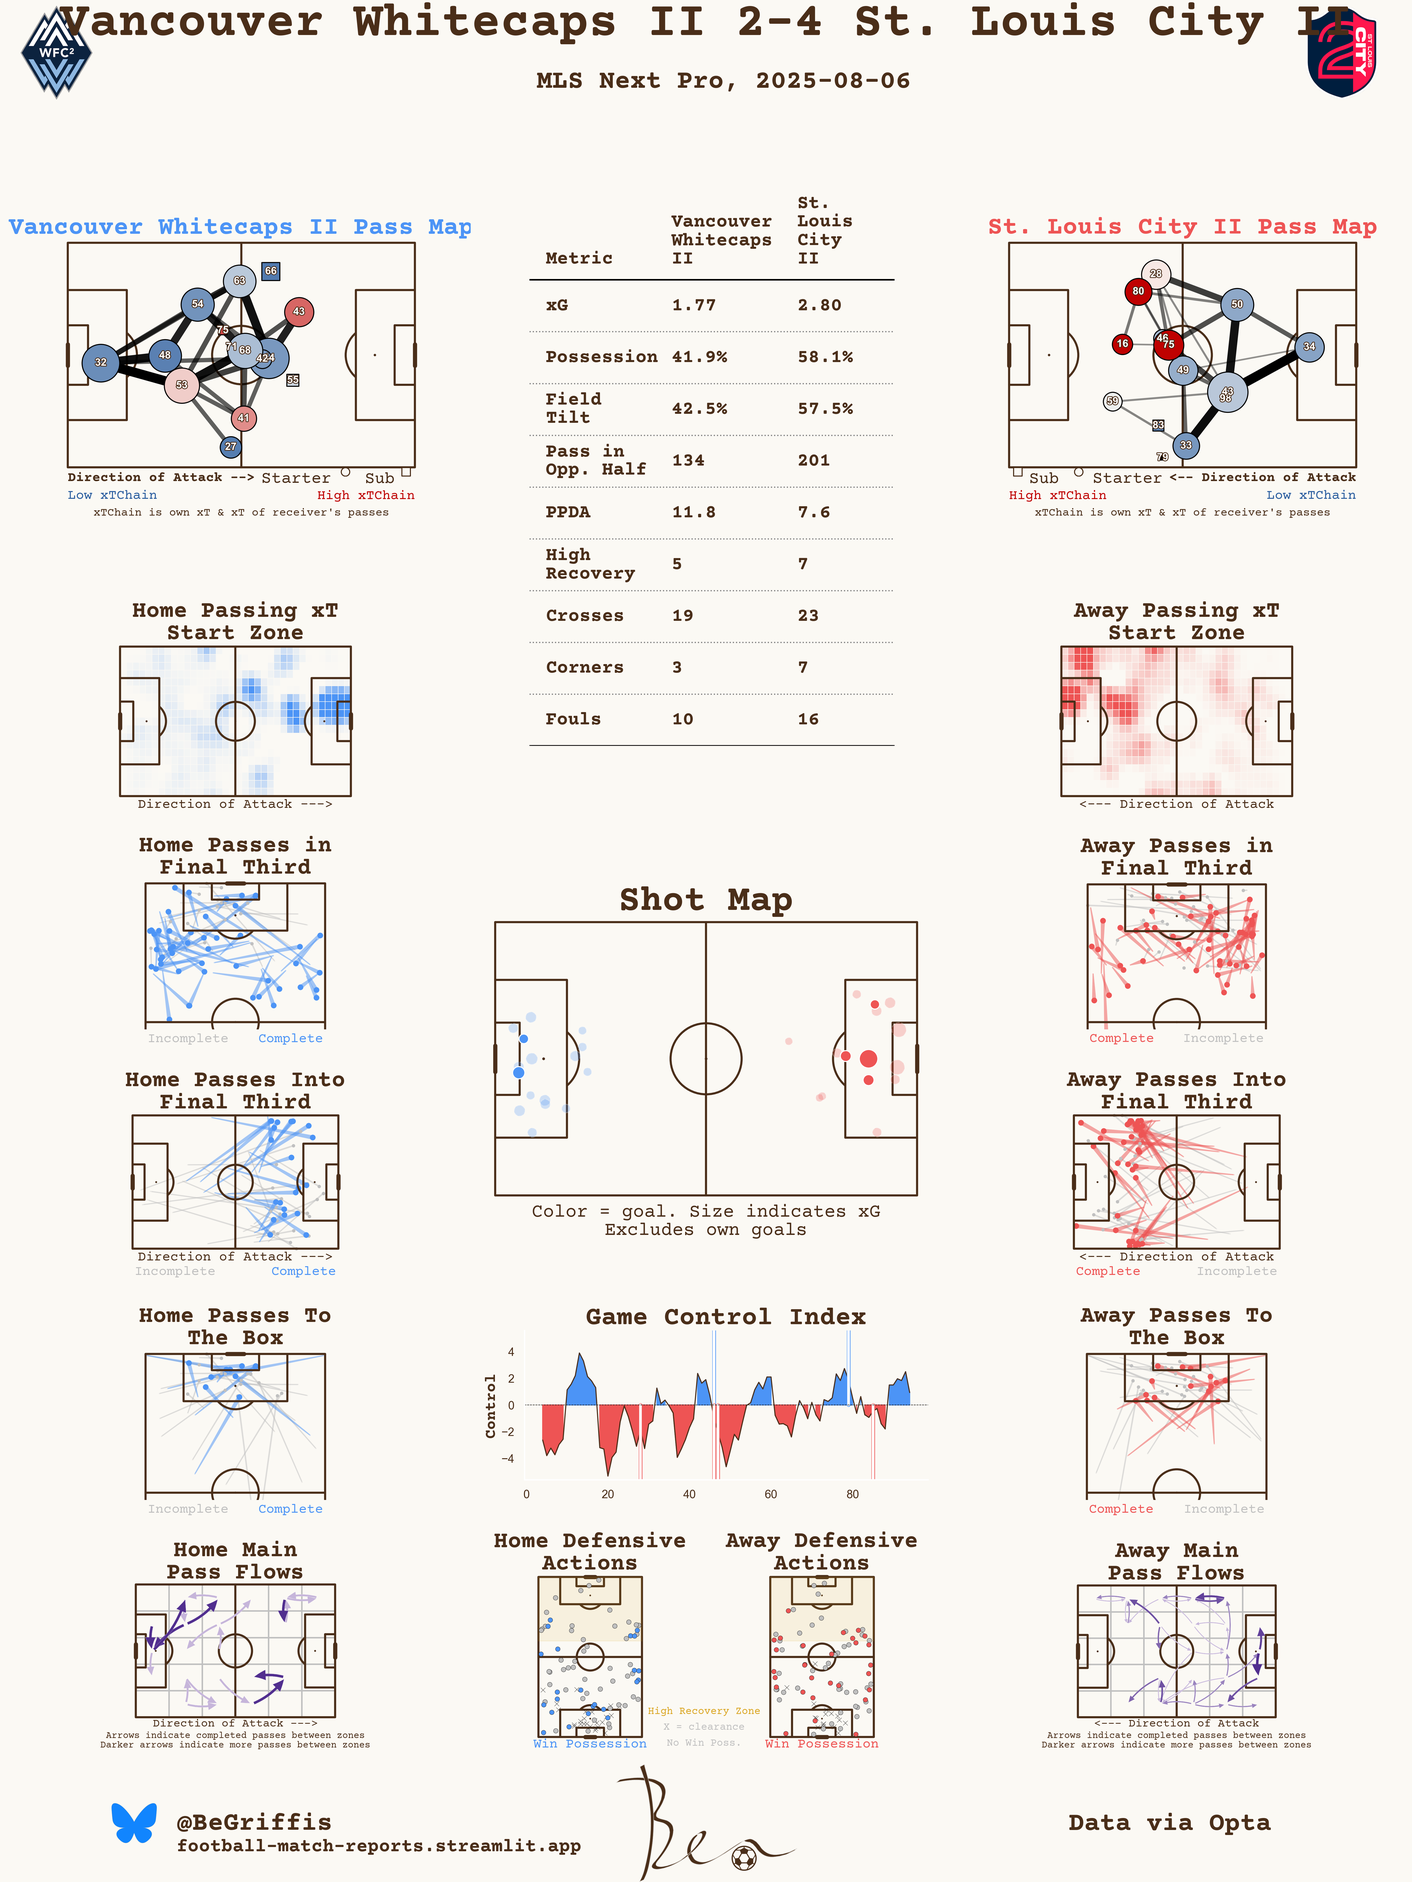 Vancouver Whitecaps II 2-4 St. Louis City II
WFC2
ST LOUIS
CITY
MLS Next Pro, 2025-08-06
Vancouver Whitecaps II Pass Map
66
63
54
43
75
71
68
48
32
53
55
41
27
Direction of Attack --> Starter Sub
Low xTChain High xTChain
xTChain is own xT & xT of receiver's passes
Metric Vancouver Whitecaps II St. Louis City II
xG 1.77 2.80
Possession 41.9% 58.1%
Field Tilt 42.5% 57.5%
Pass in Opp. Half 134 201
PPDA 11.8 7.6
High Recovery 5 7
Crosses 19 23
Corners 3 7
Fouls 10 16
St. Louis City II Pass Map
28
80
50
46
75
16
34
49
43
98
59
83
33
79
Sub Starter <-- Direction of Attack
High xTChain Low xTChain
xTChain is own xT & xT of receiver's passes
Home Passing xT
Start Zone
Direction of Attack --->
Away Passing xT
Start Zone
<--- Direction of Attack
Home Passes in
Final Third
Incomplete Complete
Away Passes in
Final Third
Complete Incomplete
Shot Map
Color = goal. Size indicates xG
Excludes own goals
Home Passes Into
Final Third
Direction of Attack --->
Incomplete Complete
Away Passes Into
Final Third
<--- Direction of Attack
Complete Incomplete
Home Passes To
The Box
Incomplete Complete
Game Control Index
Control
4
2
0
−2
−4
0 20 40 60 80
Away Passes To
The Box
Complete Incomplete
Home Main
Pass Flows
Direction of Attack --->
Arrows indicate completed passes between zones
Darker arrows indicate more passes between zones
Home Defensive
Actions
Win Possession
High Recovery Zone
X = clearance
No Win Poss.
Away Defensive
Actions
Win Possession
Away Main
Pass Flows
<--- Direction of Attack
Arrows indicate completed passes between zones
Darker arrows indicate more passes between zones
@BeGriffis
football-match-reports.streamlit.app
Ben
Data via Opta